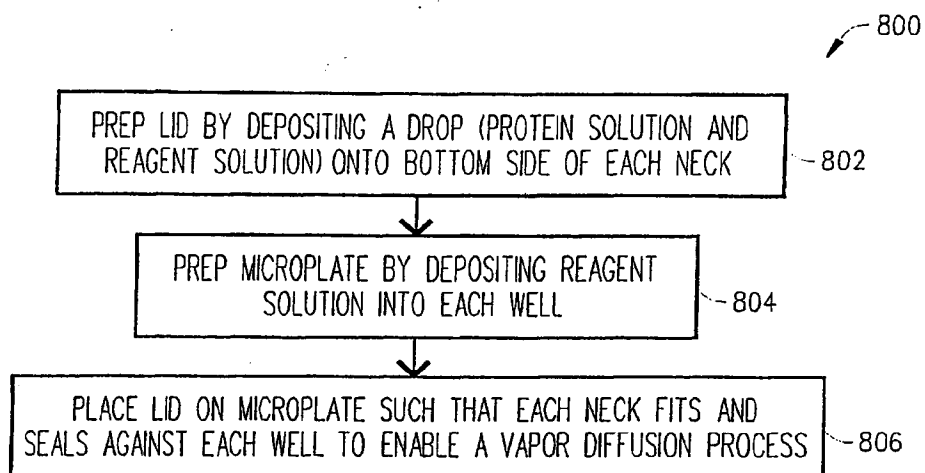 800
PREP LID BY DEPOSITING A DROP (PROTEIN SOLUTION AND
REAGENT SOLUTION) ONTO BOTTOM SIDE OF EACH NECK
802
PREP MICROPLATE BY DEPOSITING REAGENT
SOLUTION INTO EACH WELL
804
PLACE LID ON MICROPLATE SUCH THAT EACH NECK FITS AND
SEALS AGAINST EACH WELL TO ENABLE A VAPOR DIFFUSION PROCESS
806